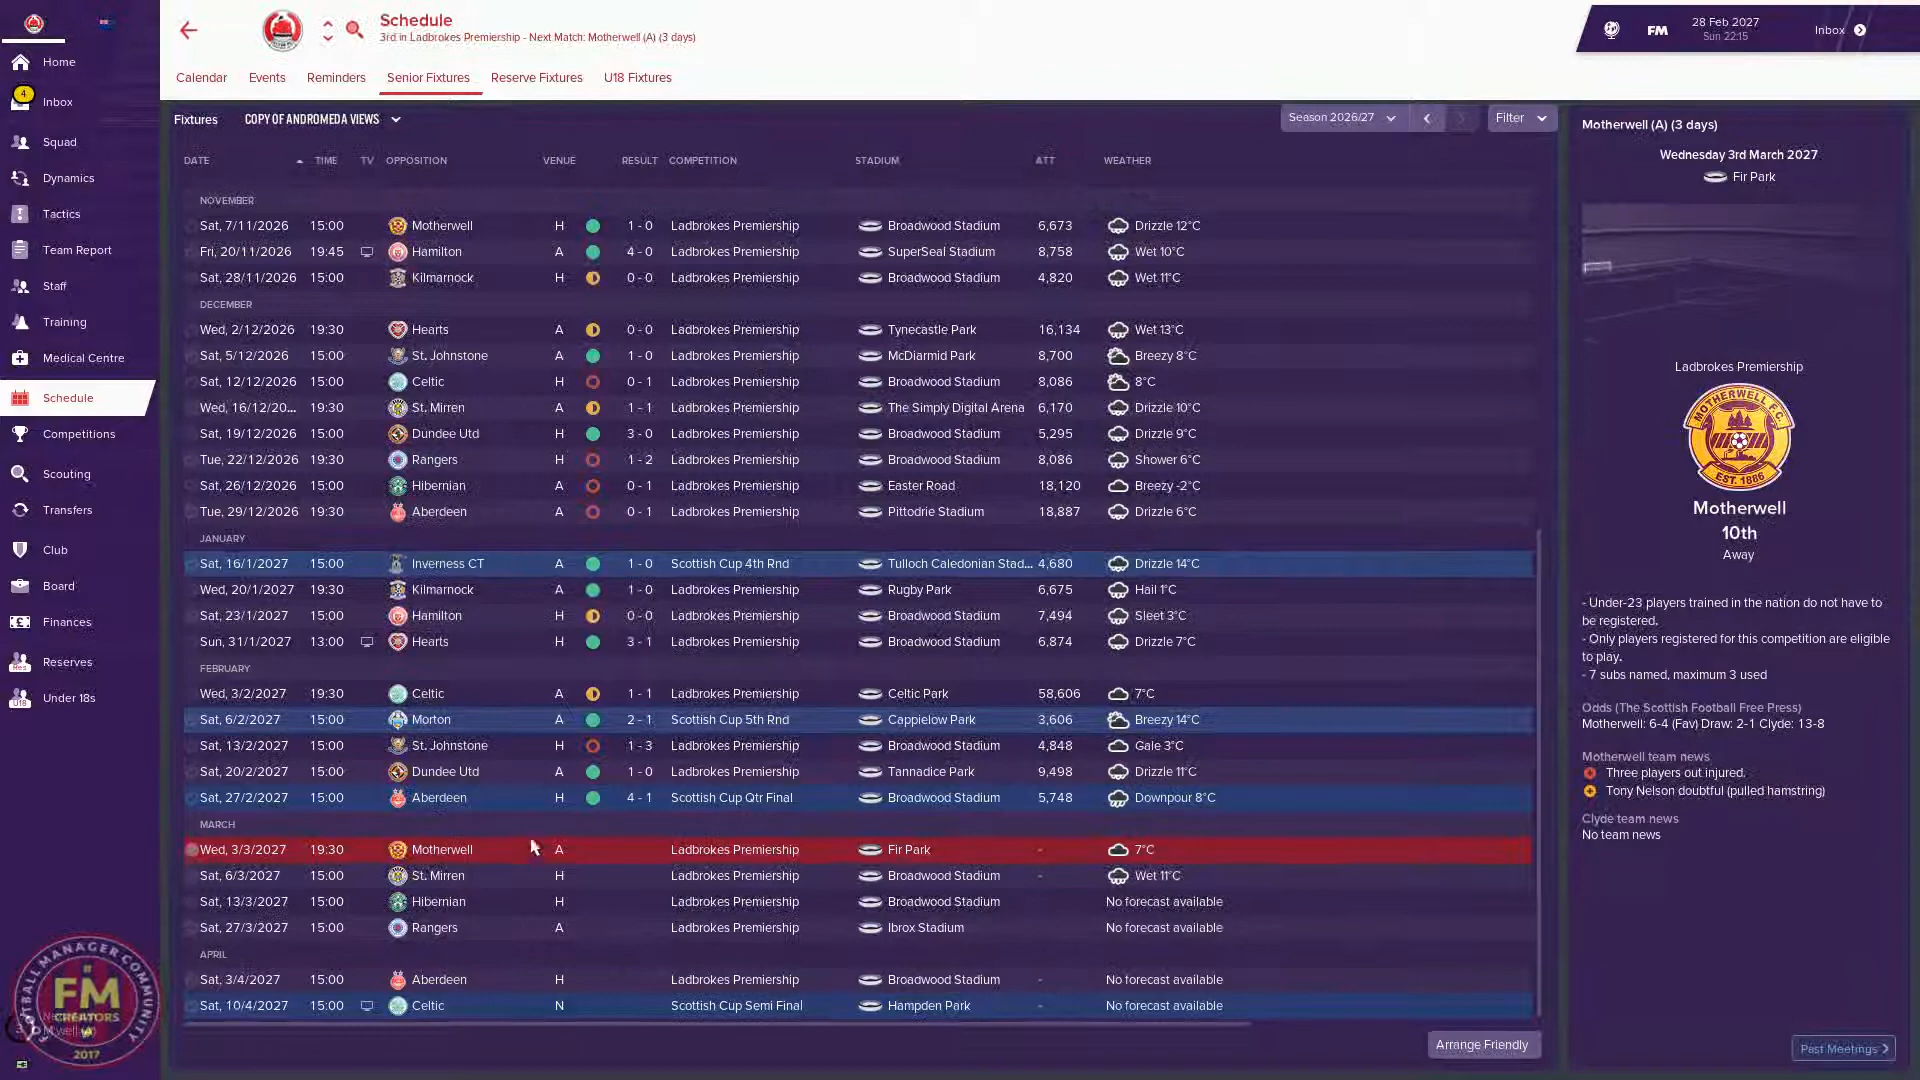 Schedule
3rd in Ladbrokes Premiership - Next Match: Motherwell (A) (3 days)
FM
28 Feb 2027
Sun 22:15
Inbox
Calendar Events Reminders Senior Fixtures Reserve Fixtures U18 Fixtures
Home
4
Inbox
Squad
Dynamics
Tactics
Team Report
Staff
Training
Medical Centre
Schedule
Competitions
Scouting
Transfers
Club
Board
Finances
Reserves
Under 18s
FOOTBALL MANAGER COMMUNITY
FM
CREATORS
2017
Fixtures COPY OF ANDROMEDA VIEWS
Season 2026/27
Filter
DATE TIME TV OPPOSITION VENUE RESULT COMPETITION STADIUM ATT WEATHER
NOVEMBER
Sat, 7/11/2026 15:00 Motherwell H 1 - 0 Ladbrokes Premiership Broadwood Stadium 6,673 Drizzle 12°C
Fri, 20/11/2026 19:45 Hamilton A 4 - 0 Ladbrokes Premiership SuperSeal Stadium 8,758 Wet 10°C
Sat, 28/11/2026 15:00 Kilmarnock H 0 - 0 Ladbrokes Premiership Broadwood Stadium 4,820 Wet 11°C
DECEMBER
Wed, 2/12/2026 19:30 Hearts A 0 - 0 Ladbrokes Premiership Tynecastle Park 16,134 Wet 13°C
Sat, 5/12/2026 15:00 St. Johnstone A 1 - 0 Ladbrokes Premiership McDiarmid Park 8,700 Breezy 8°C
Sat, 12/12/2026 15:00 Celtic H 0 - 1 Ladbrokes Premiership Broadwood Stadium 8,086 8°C
Wed, 16/12/20... 19:30 St. Mirren A 1 - 1 Ladbrokes Premiership The Simply Digital Arena 6,170 Drizzle 10°C
Sat, 19/12/2026 15:00 Dundee Utd H 3 - 0 Ladbrokes Premiership Broadwood Stadium 5,295 Drizzle 9°C
Tue, 22/12/2026 19:30 Rangers H 1 - 2 Ladbrokes Premiership Broadwood Stadium 8,086 Shower 6°C
Sat, 26/12/2026 15:00 Hibernian A 0 - 1 Ladbrokes Premiership Easter Road 18,120 Breezy -2°C
Tue, 29/12/2026 19:30 Aberdeen A 0 - 1 Ladbrokes Premiership Pittodrie Stadium 18,887 Drizzle 6°C
JANUARY
Sat, 16/1/2027 15:00 Inverness CT A 1 - 0 Scottish Cup 4th Rnd Tulloch Caledonian Stad... 4,680 Drizzle 14°C
Wed, 20/1/2027 19:30 Kilmarnock A 1 - 0 Ladbrokes Premiership Rugby Park 6,675 Hail 1°C
Sat, 23/1/2027 15:00 Hamilton H 0 - 0 Ladbrokes Premiership Broadwood Stadium 7,494 Sleet 3°C
Sun, 31/1/2027 13:00 Hearts H 3 - 1 Ladbrokes Premiership Broadwood Stadium 6,874 Drizzle 7°C
FEBRUARY
Wed, 3/2/2027 19:30 Celtic A 1 - 1 Ladbrokes Premiership Celtic Park 58,606 7°C
Sat, 6/2/2027 15:00 Morton A 2 - 1 Scottish Cup 5th Rnd Cappielow Park 3,606 Breezy 14°C
Sat, 13/2/2027 15:00 St. Johnstone H 1 - 3 Ladbrokes Premiership Broadwood Stadium 4,848 Gale 3°C
Sat, 20/2/2027 15:00 Dundee Utd A 1 - 0 Ladbrokes Premiership Tannadice Park 9,498 Drizzle 11°C
Sat, 27/2/2027 15:00 Aberdeen H 4 - 1 Scottish Cup Qtr Final Broadwood Stadium 5,748 Downpour 8°C
MARCH
Wed, 3/3/2027 19:30 Motherwell A Ladbrokes Premiership Fir Park - 7°C
Sat, 6/3/2027 15:00 St. Mirren H Ladbrokes Premiership Broadwood Stadium - Wet 11°C
Sat, 13/3/2027 15:00 Hibernian H Ladbrokes Premiership Broadwood Stadium No forecast available
Sat, 27/3/2027 15:00 Rangers A Ladbrokes Premiership Ibrox Stadium No forecast available
APRIL
Sat, 3/4/2027 15:00 Aberdeen H Ladbrokes Premiership Broadwood Stadium - No forecast available
Sat, 10/4/2027 15:00 Celtic N Scottish Cup Semi Final Hampden Park - No forecast available
Arrange Friendly
Motherwell (A) (3 days)
Wednesday 3rd March 2027
Fir Park
Ladbrokes Premiership
MOTHERWELL F.C.
EST. 1886
Motherwell
10th
Away
- Under-23 players trained in the nation do not have to
be registered.
- Only players registered for this competition are eligible
to play.
- 7 subs named, maximum 3 used
Odds (The Scottish Football Free Press)
Motherwell: 6-4 (Fav) Draw: 2-1 Clyde: 13-8
Motherwell team news
Three players out injured.
Tony Nelson doubtful (pulled hamstring)
Clyde team news
No team news
Past Meetings